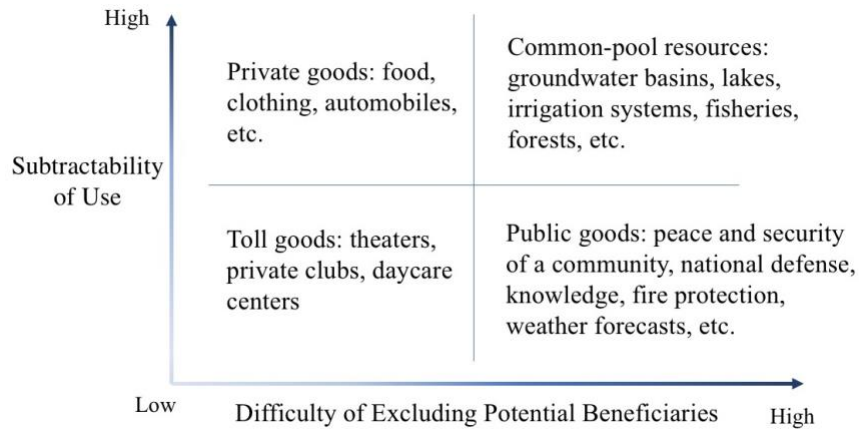 High
Private goods: food,
clothing, automobiles,
etc.
Common-pool resources:
groundwater basins, lakes,
irrigation systems, fisheries,
forests, etc.
Subtractability
of Use
Toll goods: theaters,
private clubs, daycare
centers
Public goods: peace and security
of a community, national defense,
knowledge, fire protection,
weather forecasts, etc.
Low
Difficulty of Excluding Potential Beneficiaries
High